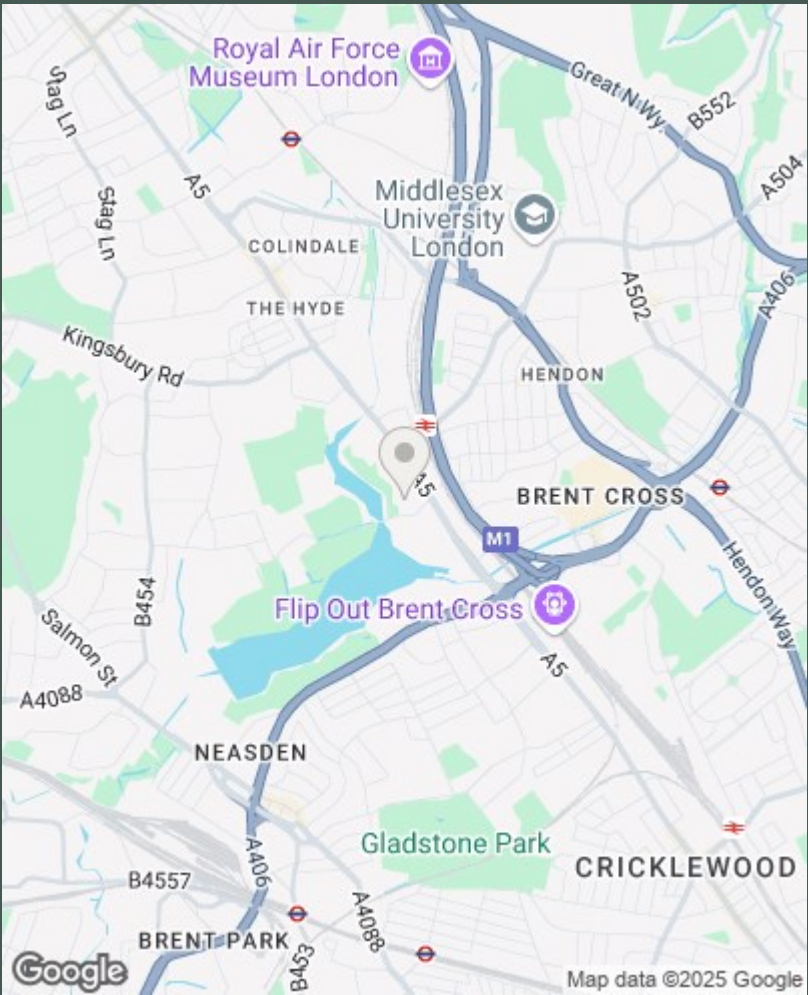 Royal Air Force
Museum London
Great N Wy.
Stag Ln
B552
A504
A5
Stag Ln
Middlesex
University
London
COLINDALE
A502
A406
THE HYDE
Kingsbury Rd
HENDON
A5
BRENT CROSS
M1
Hendon Way
B454
Flip Out Brent Cross
Salmon St
A5
A4088
NEASDEN
A406
Gladstone Park
CRICKLEWOOD
B4557
A4088
BRENT PARK
B453
Google
Map data ©2025 Google